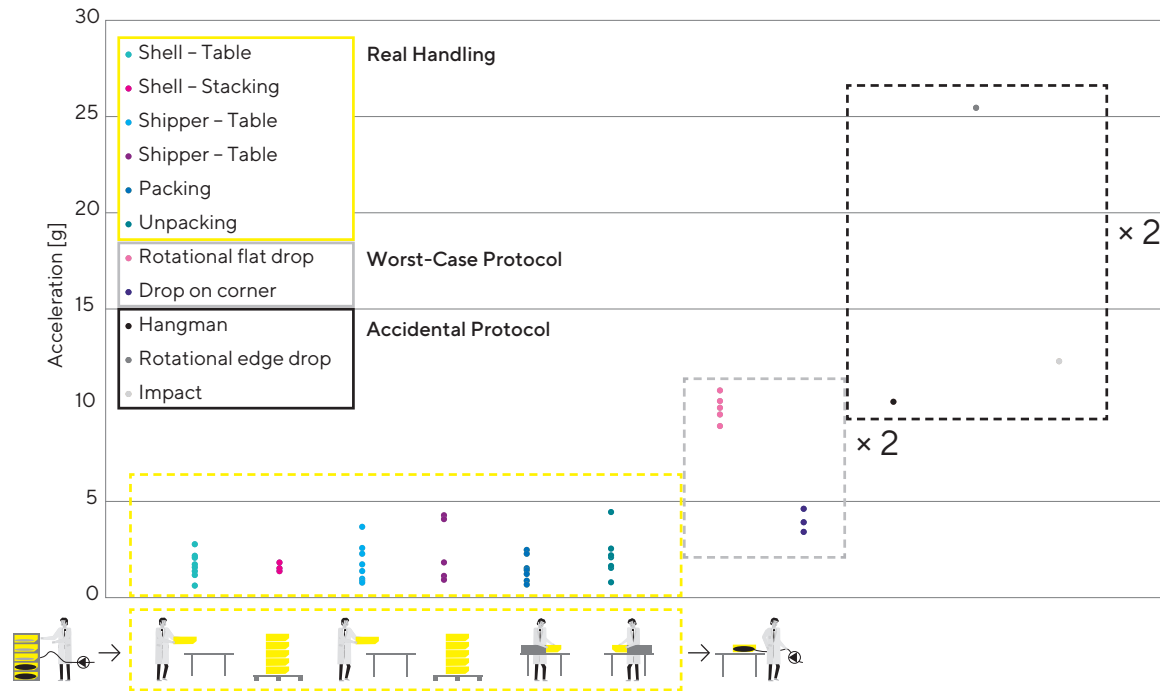 30
Shell – Table
Real Handling
Shell – Stacking
25
Shipper – Table
Shipper – Table
Packing
20
Unpacking
× 2
Rotational flat drop
Worst-Case Protocol
Drop on corner
Acceleration [g]
15
Hangman
Accidental Protocol
Rotational edge drop
Impact
10
× 2
5
0